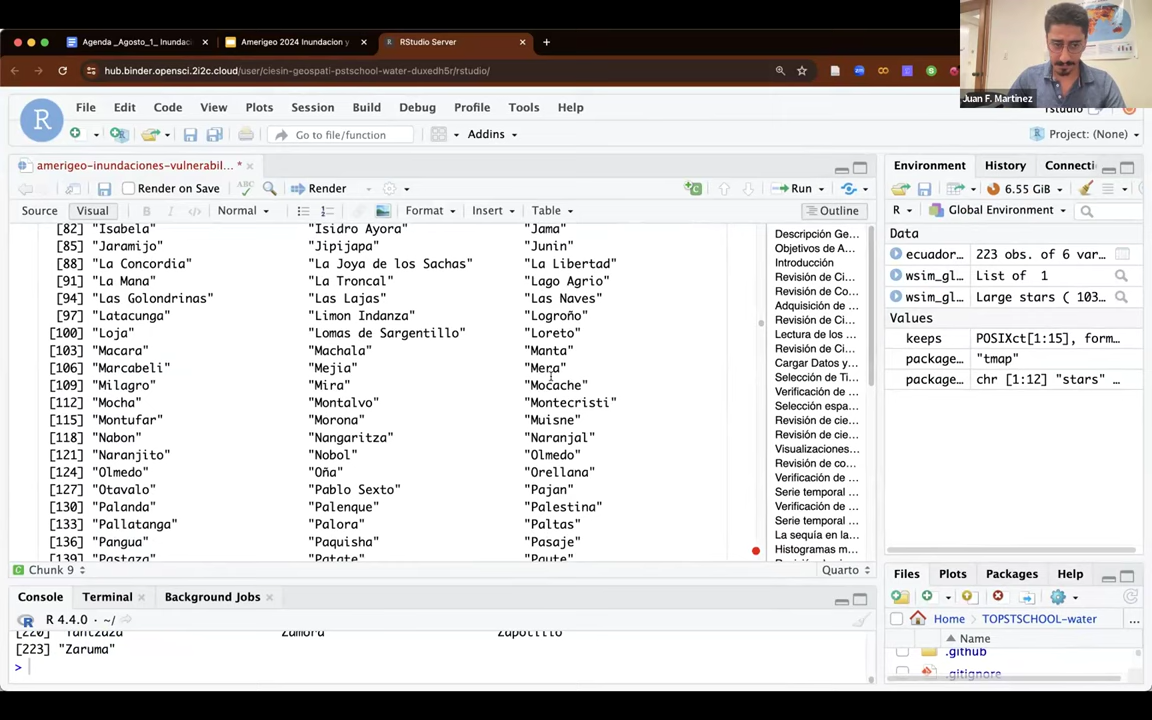 Agenda _Agosto_1_ Inundaci
Amerigeo 2024 Inundacion y
RStudio Server
hub.binder.opensci.2i2c.cloud/user/ciesin-geospati-pstschool-water-duxedh5r/rstudio/
Juan F. Martinez
rstudio
R
File Edit Code View Plots Session Build Debug Profile Tools Help
Go to file/function
Addins
Project: (None)
amerigeo-inundaciones-vulnerabil... *
Render on Save
ABC
Render
Run
Source Visual
B I
Normal
Format
Insert
Table
Outline
[82] "Isabela" "Isidro Ayora" "Jama"
[85] "Jaramijo" "Jipijapa" "Junin"
[88] "La Concordia" "La Joya de los Sachas" "La Libertad"
[91] "La Mana" "La Troncal" "Lago Agrio"
[94] "Las Golondrinas" "Las Lajas" "Las Naves"
[97] "Latacunga" "Limon Indanza" "Logroño"
[100] "Loja" "Lomas de Sargentillo" "Loreto"
[103] "Macara" "Machala" "Manta"
[106] "Marcabeli" "Mejia" "Mera"
[109] "Milagro" "Mira" "Mocache"
[112] "Mocha" "Montalvo" "Montecristi"
[115] "Montufar" "Morona" "Muisne"
[118] "Nabon" "Nangaritza" "Naranjal"
[121] "Naranjito" "Nobol" "Olmedo"
[124] "Olmedo" "Oña" "Orellana"
[127] "Otavalo" "Pablo Sexto" "Pajan"
[130] "Palanda" "Palenque" "Palestina"
[133] "Pallatanga" "Palora" "Paltas"
[136] "Pangua" "Paquisha" "Pasaje"
[139] "Pastaza" "Patate" "Paute"
Descripción Ge...
Objetivos de A...
Introducción
Revisión de Ci...
Revisión de Co...
Adquisición de ...
Revisión de Ci...
Lectura de los ...
Revisión de Ci...
Cargar Datos y...
Selección de Ti...
Verificación de ...
Selección espa...
Revisión de cie...
Revisión de cie...
Visualizaciones...
Revisión de co...
Verificación de ...
Serie temporal ...
Verificación de ...
Serie temporal ...
La sequía en la...
Histogramas m...
Chunk 9
Quarto
Console Terminal Background Jobs
R 4.4.0 · ~/
[220] "Yantzaza" "Zamora" "Zapotillo"
[223] "Zaruma"
>
Environment History Connecti
6.55 GiB
R
Global Environment
Data
ecuador... 223 obs. of 6 var...
wsim_gl... List of 1
wsim_gl... Large stars ( 103...
Values
keeps POSIXct[1:15], form...
package... "tmap"
package... chr [1:12] "stars" ...
Files Plots Packages Help
Home TOPSTSCHOOL-water
...
Name
.github
.gitignore